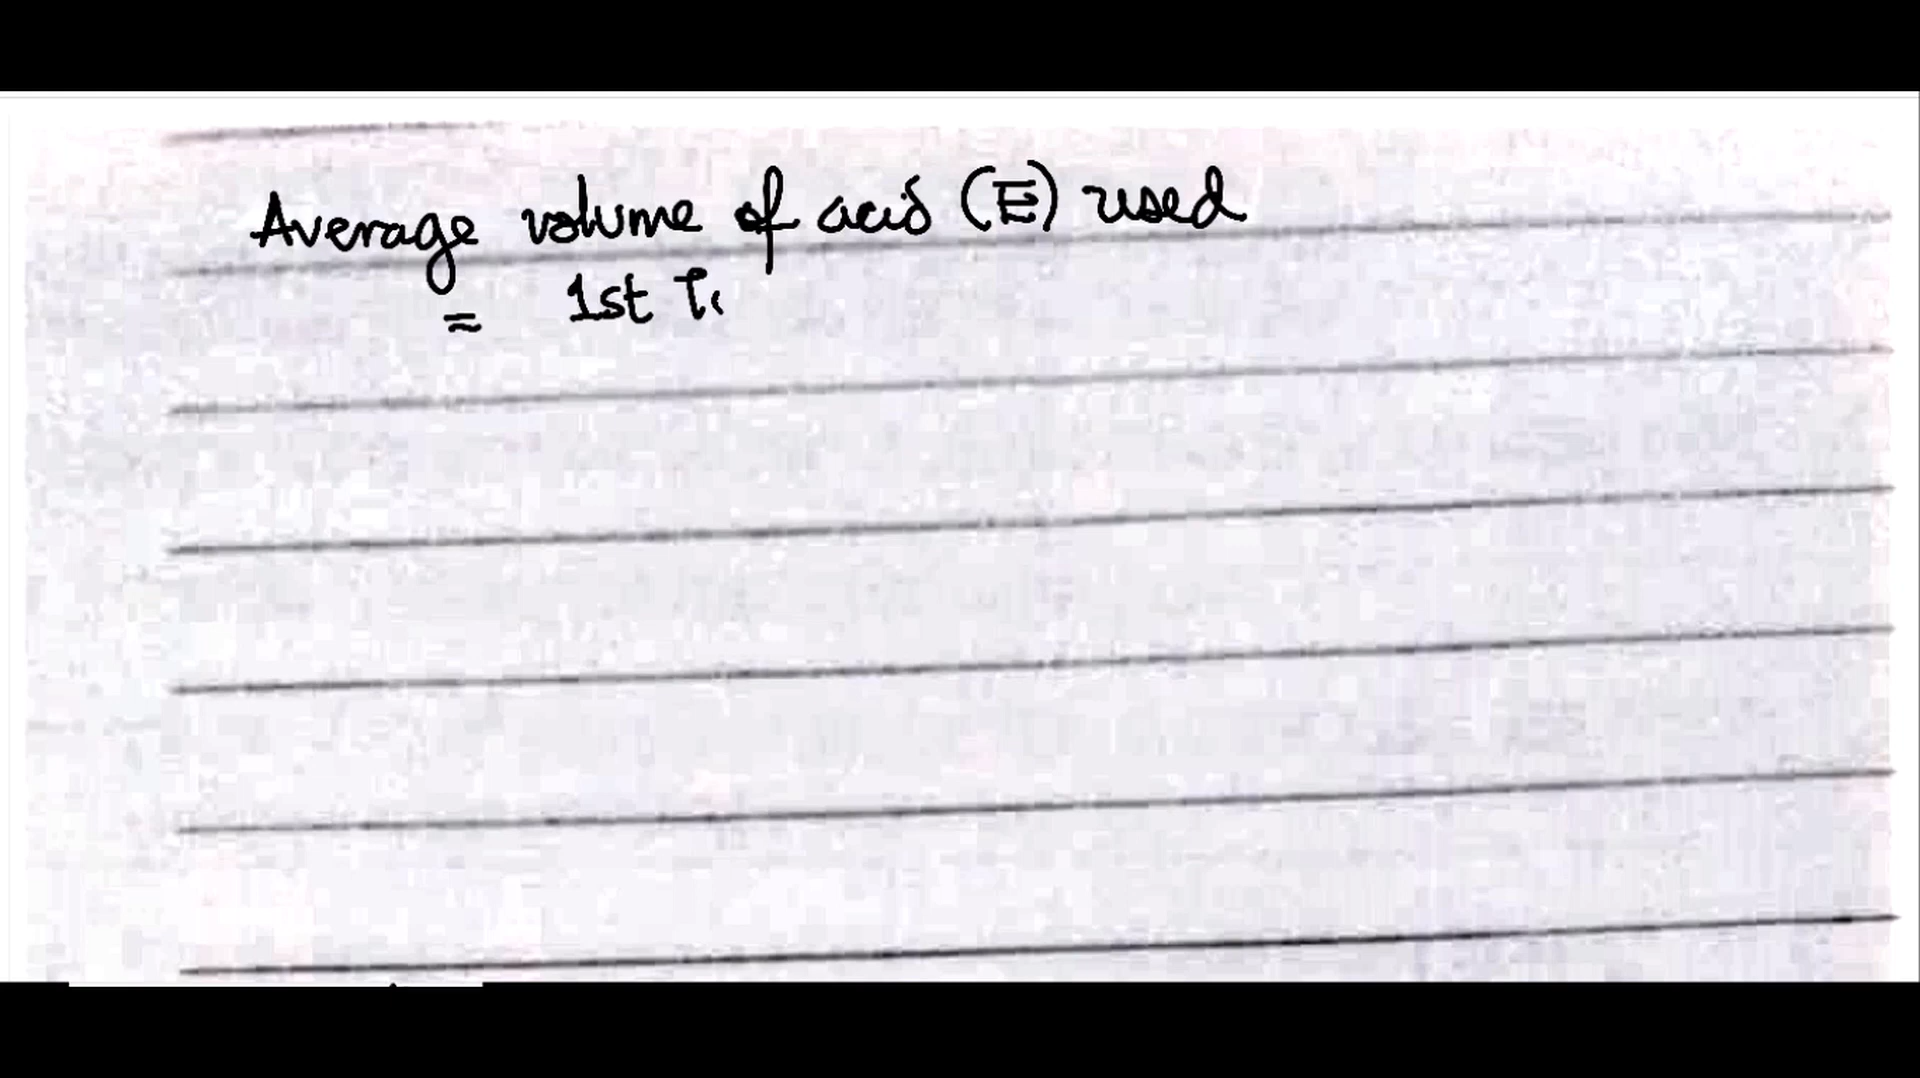 Average volume of acid (E) used
= 1st